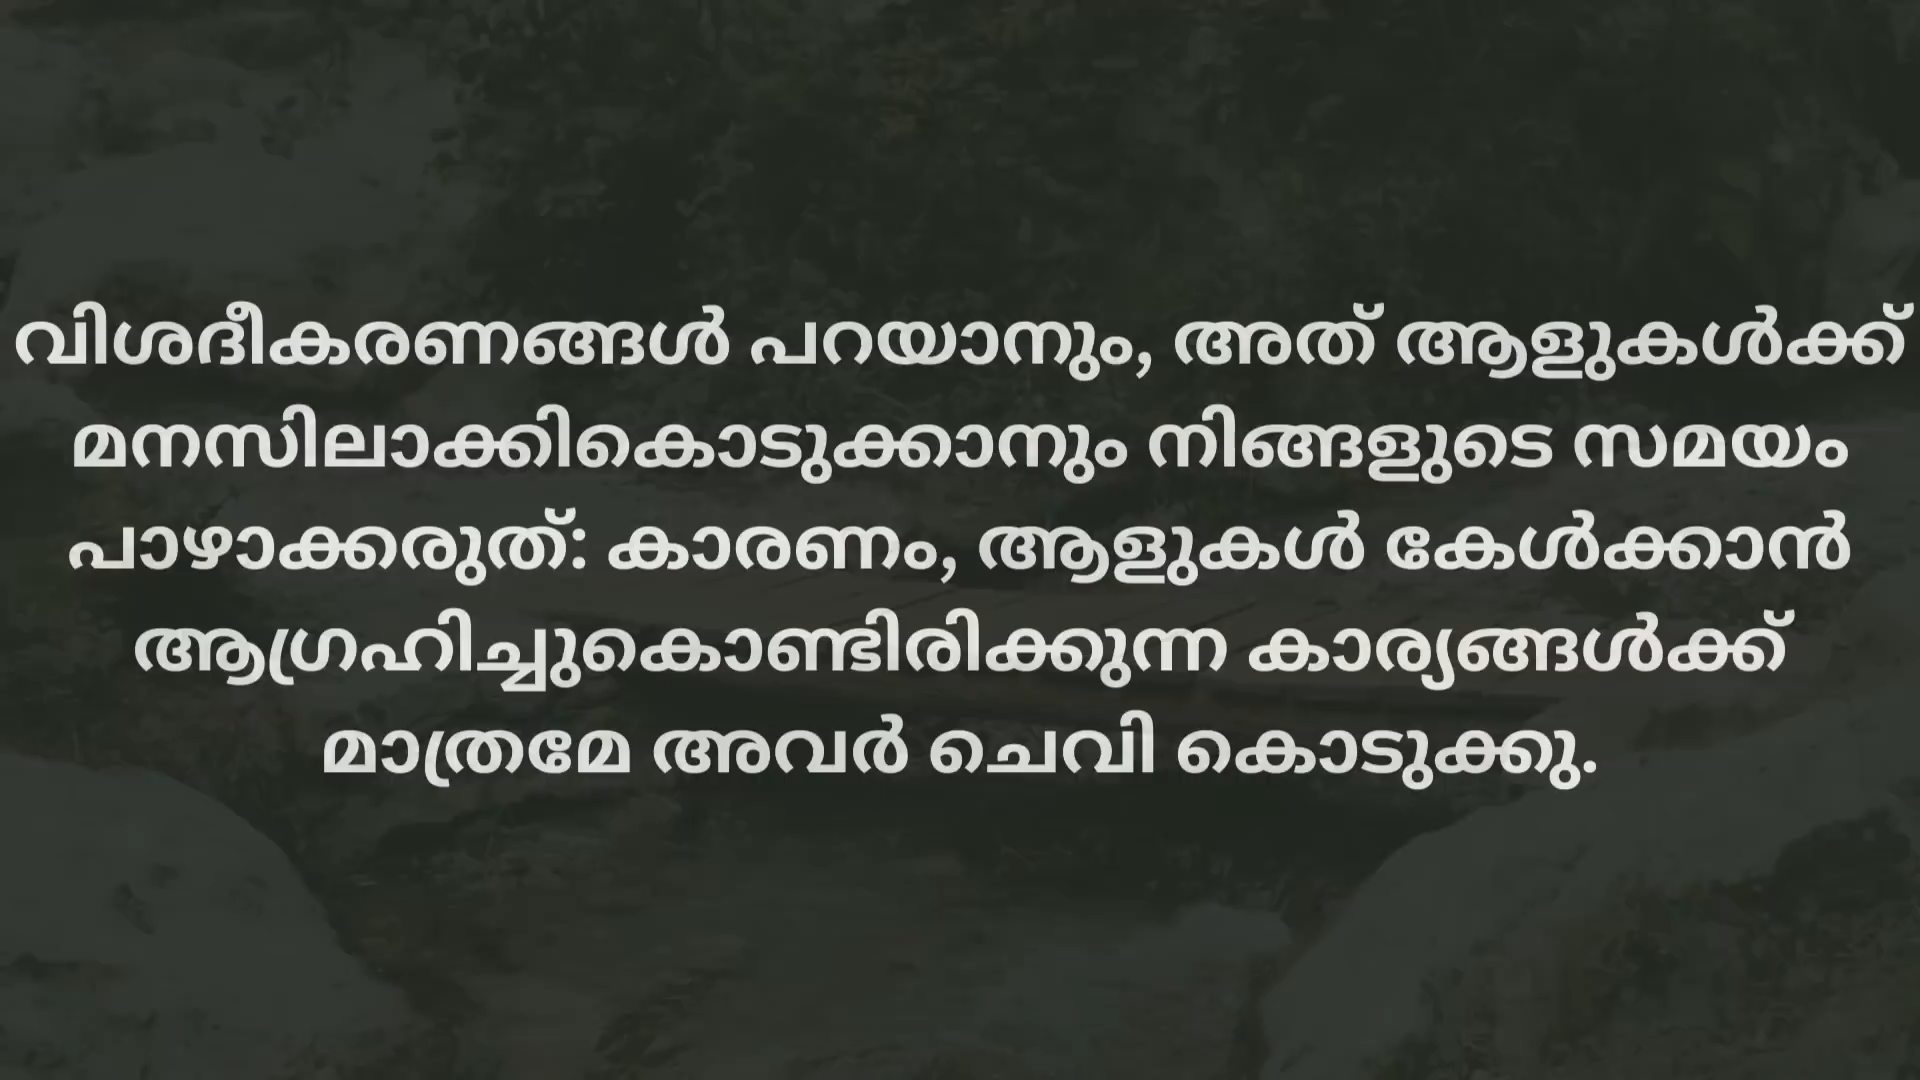 വിശദീകരണങ്ങൾ പറയാനും, അത് ആളുകൾക്ക്
മനസിലാക്കികൊടുക്കാനും നിങ്ങളുടെ സമയം
പാഴാക്കരുത്: കാരണം, ആളുകൾ കേൾക്കാൻ
ആഗ്രഹിച്ചുകൊണ്ടിരിക്കുന്ന കാര്യങ്ങൾക്ക്
മാത്രമേ അവർ ചെവി കൊടുക്കു.